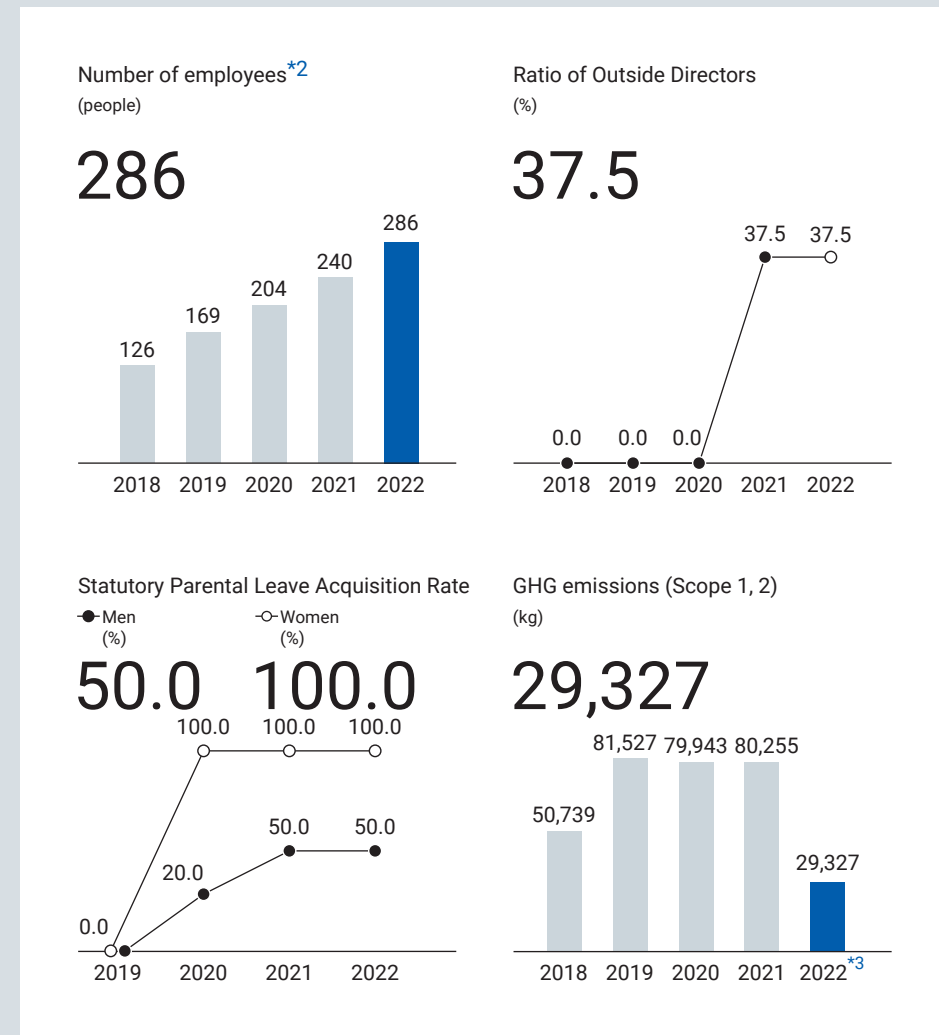 Number of employees*2
(people)
286
286
240
204
169
126
2018 2019 2020 2021 2022
Ratio of Outside Directors
(%)
37.5
37.5 37.5
0.0 0.0 0.0
2018 2019 2020 2021 2022
Statutory Parental Leave Acquisition Rate
Men Women
(%) (%)
50.0 100.0
100.0 100.0 100.0
50.0 50.0
20.0
0.0
2019 2020 2021 2022
GHG emissions (Scope 1, 2)
(kg)
29,327
81,527 79,943 80,255
50,739
29,327
2018 2019 2020 2021 2022*3